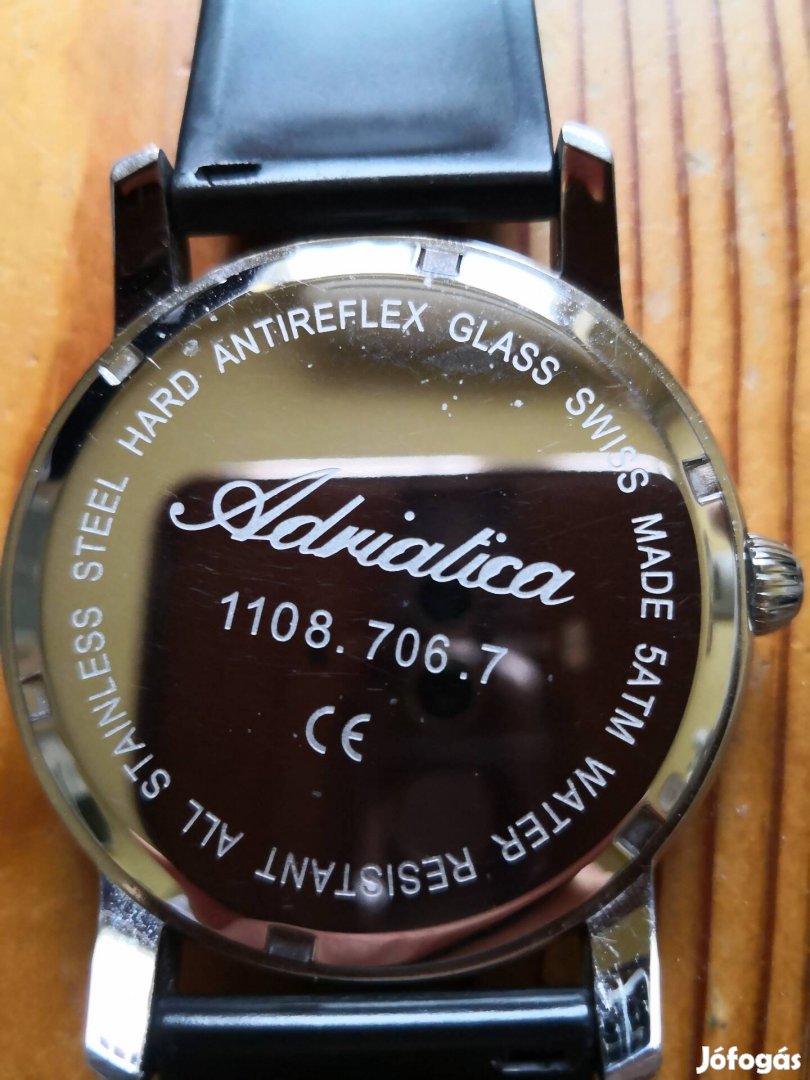 HARD ANTIREFLEX GLASS SWISS MADE 5ATM WATER RESISTANT ALL STAINLESS STEEL
Adriatica
1108.706.7
CE
Jófogás